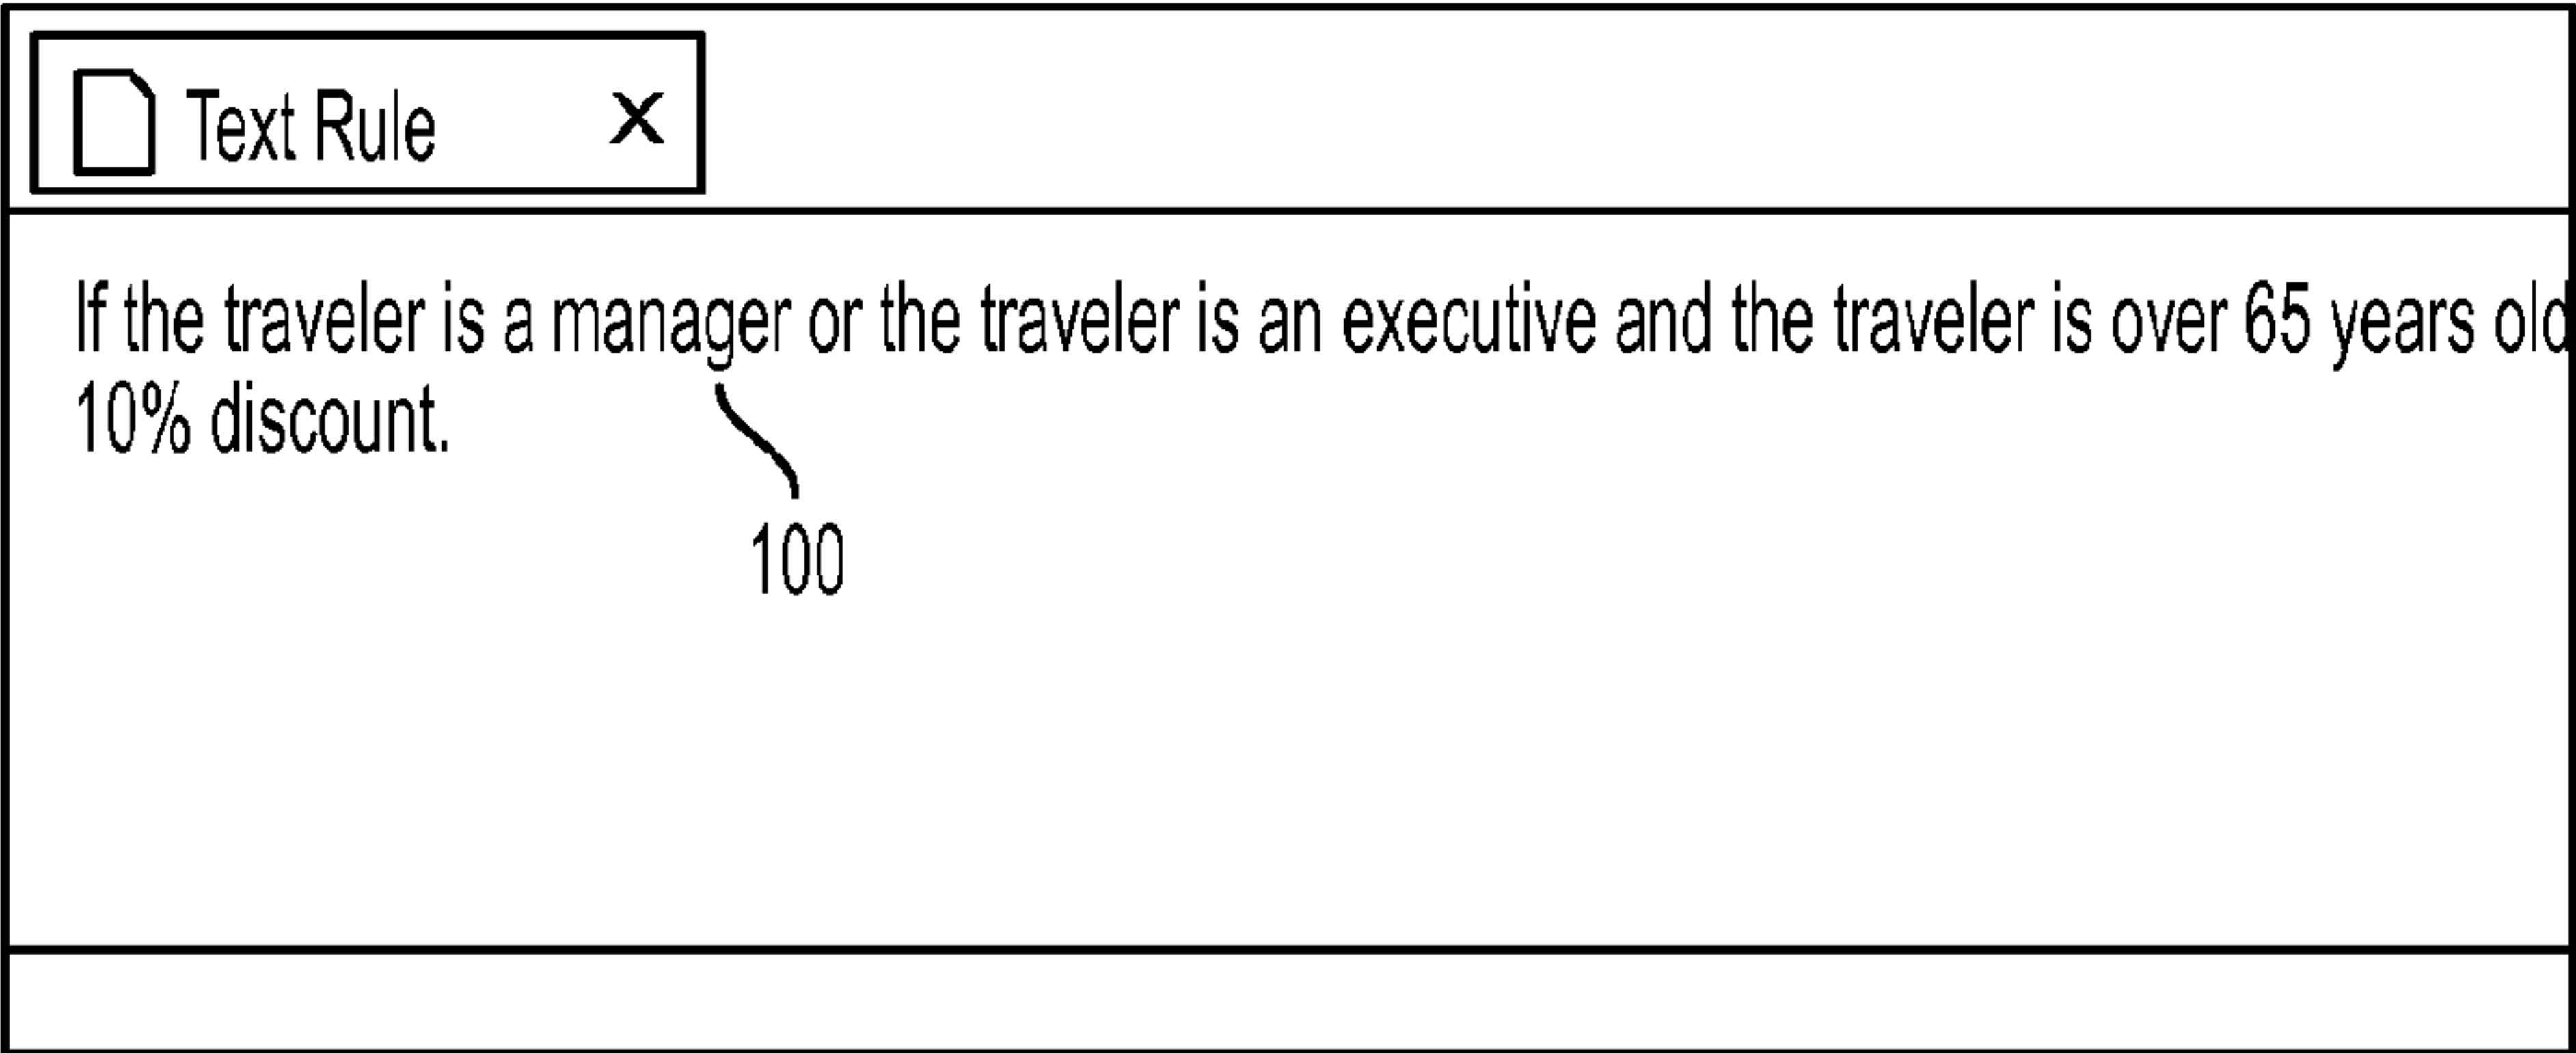 Text Rule X
If the traveler is a manager or the traveler is an executive and the traveler is over 65 years old
10% discount.
100